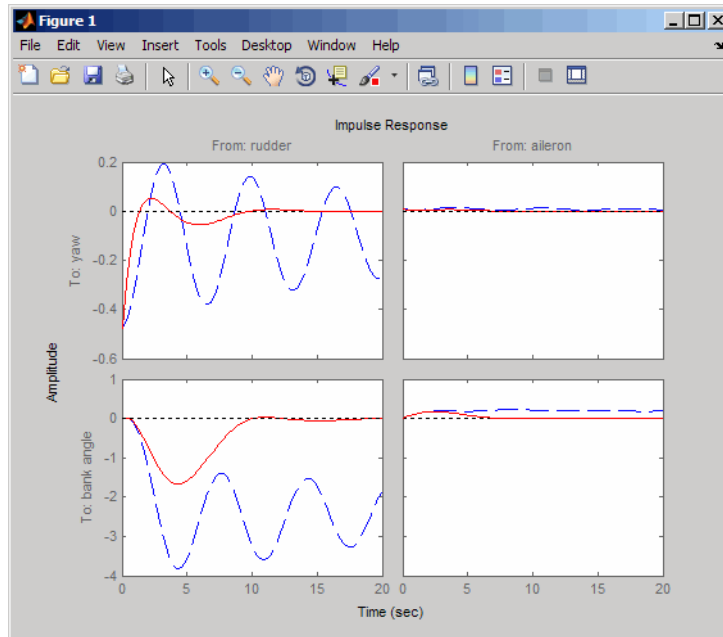 Figure 1
File Edit View Insert Tools Desktop Window Help
Impulse Response
From: rudder From: aileron
To: yaw
0.2
0
-0.2
-0.4
-0.6
Amplitude
To: bank angle
1
0
-1
-2
-3
-4
0 5 10 15 20 0 5 10 15 20
Time (sec)